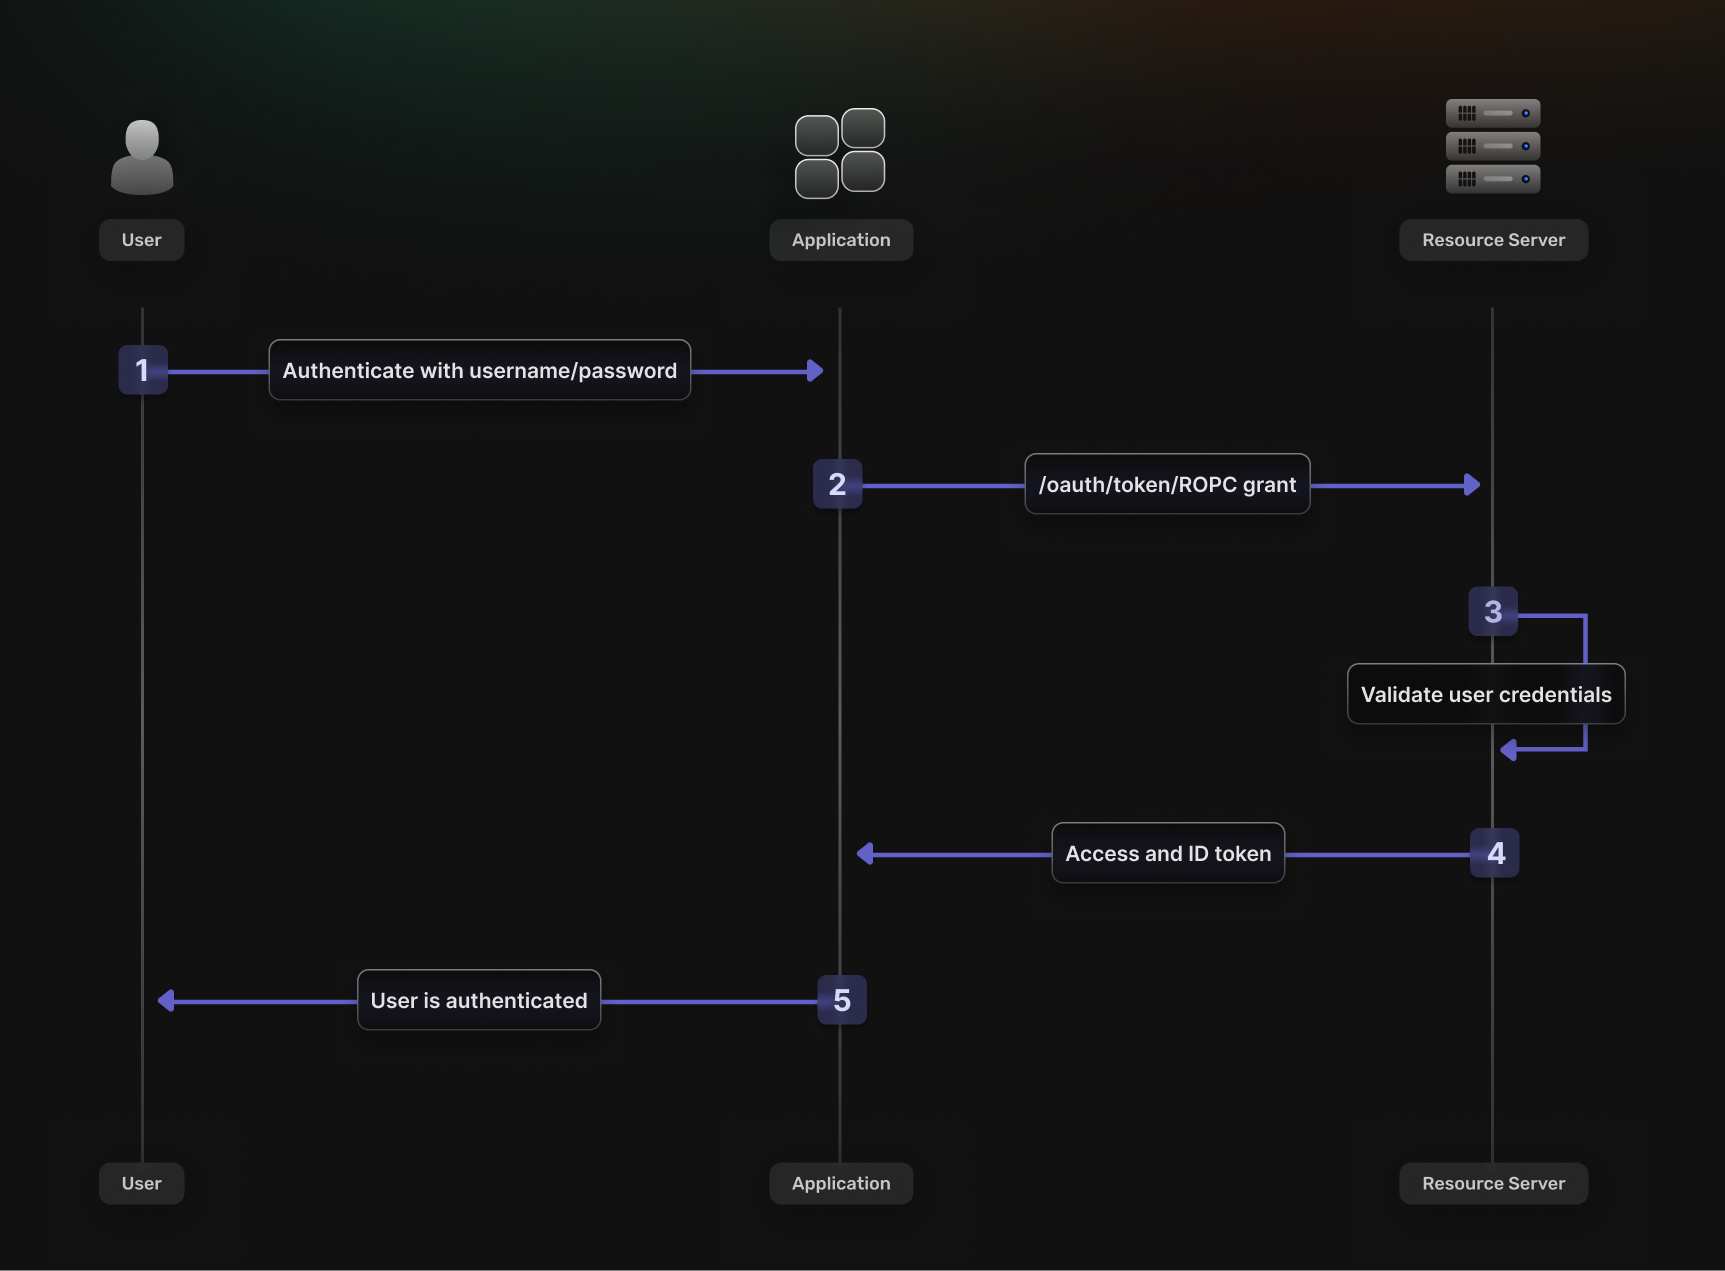 User
Application
Resource Server
1
Authenticate with username/password
2
/oauth/token/ROPC grant
3
Validate user credentials
Access and ID token
4
User is authenticated
5
User
Application
Resource Server